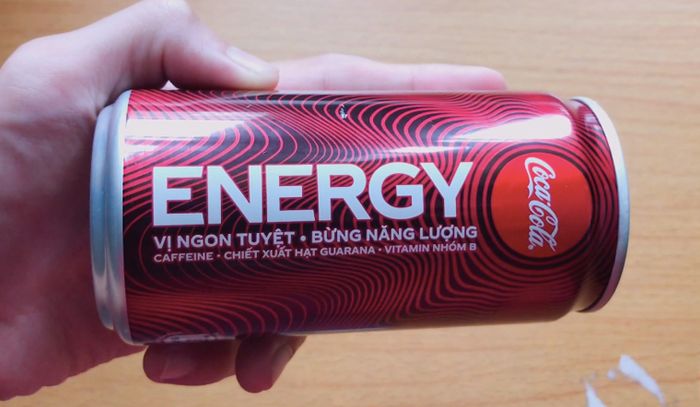 ENERGY
VỊ NGON TUYỆT • BỪNG NĂNG LƯỢNG
CAFFEINE • CHIẾT XUẤT HẠT GUARANA • VITAMIN NHÓM B
Coca-Cola